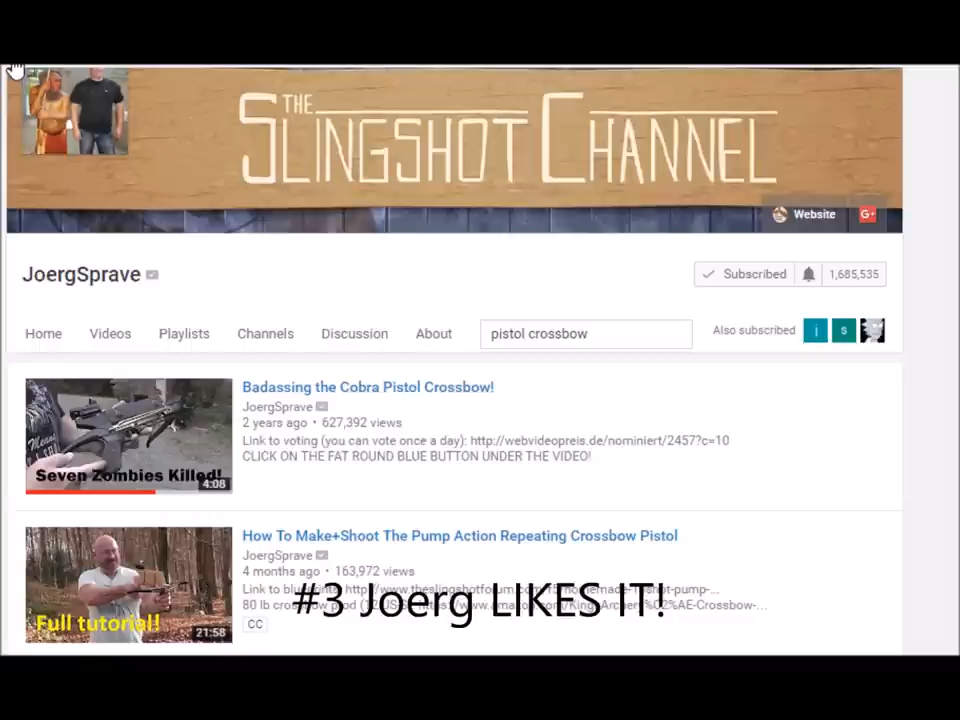 THE
SLINGSHOT CHANNEL
Website
G+
JoergSprave
Subscribed
1,685,535
Home Videos Playlists Channels Discussion About pistol crossbow Also subscribed i s
Badassing the Cobra Pistol Crossbow!
JoergSprave
2 years ago • 627,392 views
Link to voting (you can vote once a day): http://webvideopreis.de/nominiert/2457?c=10
CLICK ON THE FAT ROUND BLUE BUTTON UNDER THE VIDEO!
Seven Zombies Killed!
4:08
How To Make+Shoot The Pump Action Repeating Crossbow Pistol
JoergSprave
4 months ago • 163,972 views
Link to
80 lb
CC
#3 Joerg LIKES IT!
Full tutorial!
21:58